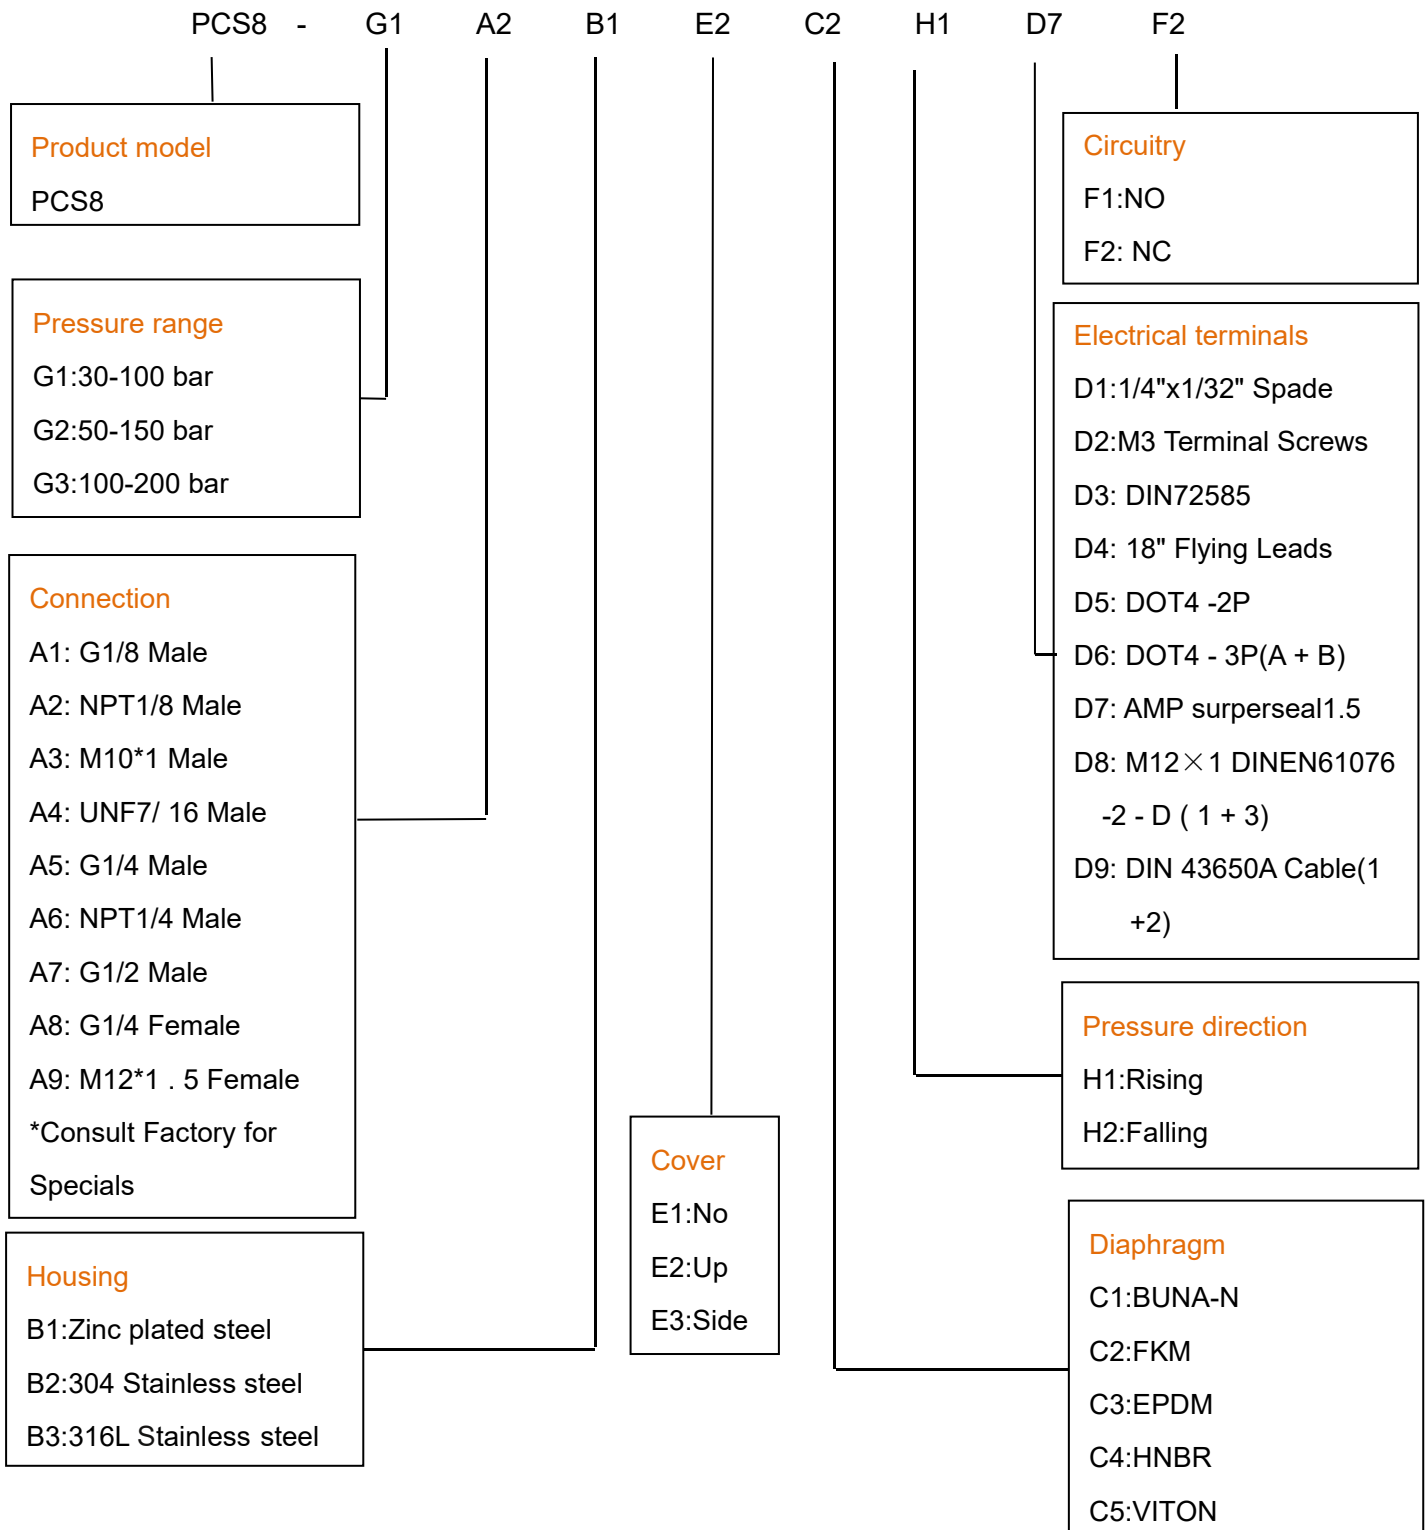 PCS8 - G1 A2 B1 E2 C2 H1 D7 F2
Product model
PCS8
Pressure range
G1:30-100 bar
G2:50-150 bar
G3:100-200 bar
Connection
A1: G1/8 Male
A2: NPT1/8 Male
A3: M10*1 Male
A4: UNF7/ 16 Male
A5: G1/4 Male
A6: NPT1/4 Male
A7: G1/2 Male
A8: G1/4 Female
A9: M12*1 . 5 Female
*Consult Factory for
Specials
Housing
B1:Zinc plated steel
B2:304 Stainless steel
B3:316L Stainless steel
Cover
E1:No
E2:Up
E3:Side
Circuitry
F1:NO
F2: NC
Electrical terminals
D1:1/4"x1/32" Spade
D2:M3 Terminal Screws
D3: DIN72585
D4: 18" Flying Leads
D5: DOT4 -2P
D6: DOT4 - 3P(A + B)
D7: AMP surperseal1.5
D8: M12×1 DINEN61076
-2 - D ( 1 + 3)
D9: DIN 43650A Cable(1
+2)
Pressure direction
H1:Rising
H2:Falling
Diaphragm
C1:BUNA-N
C2:FKM
C3:EPDM
C4:HNBR
C5:VITON